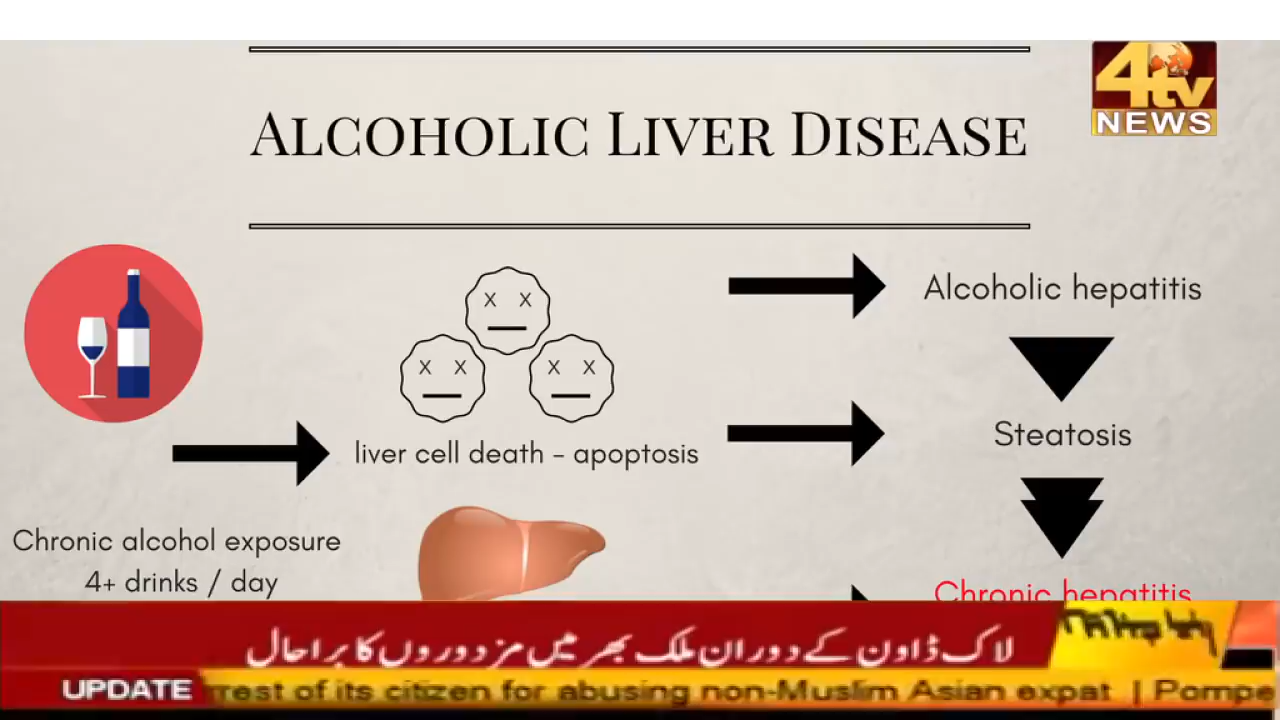 ALCOHOLIC LIVER DISEASE
4tv
NEWS
x x
x x
x x
Alcoholic hepatitis
Steatosis
liver cell death - apoptosis
Chronic alcohol exposure
4+ drinks / day
Chronic hepatitis
لاک ڈاون کے دوران ملک بھر میں مزدوروں کا برا حال
UPDATE
rrest of its citizen for abusing non-Muslim Asian expat | Pompe